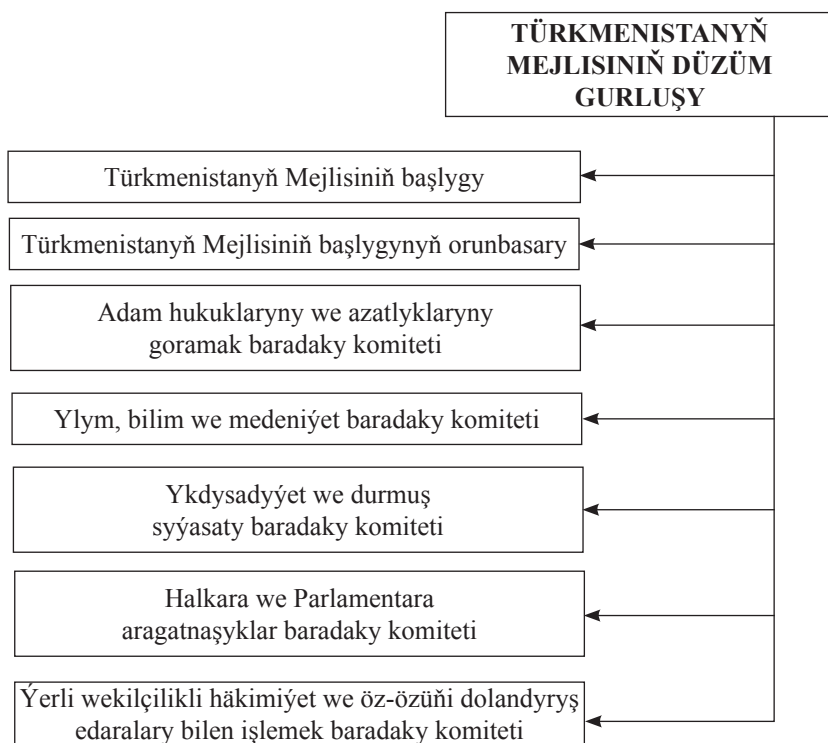 TÜRKMENISTANYŇ
MEJLISINIŇ DÜZÜM
GURLUŞY
Türkmenistanyň Mejlisiniň başlygy
Türkmenistanyň Mejlisiniň başlygynyň orunbasary
Adam hukuklaryny we azatlyklaryny
goramak baradaky komiteti
Ylym, bilim we medeniýet baradaky komiteti
Ykdysadyýet we durmuş
syýasaty baradaky komiteti
Halkara we Parlamentara
aragatnaşyklar baradaky komiteti
Ýerli wekilçilikli häkimiýet we öz-özüňi dolandyryş
edaralary bilen işlemek baradaky komiteti